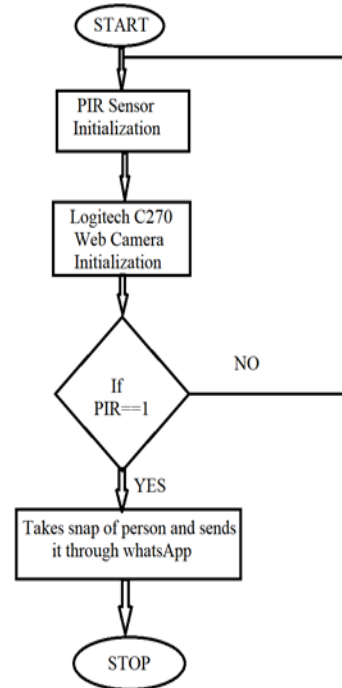 START
PIR Sensor
Initialization
Logitech C270
Web Camera
Initialization
If
PIR==1
NO
YES
Takes snap of person and sends
it through whatsApp
STOP